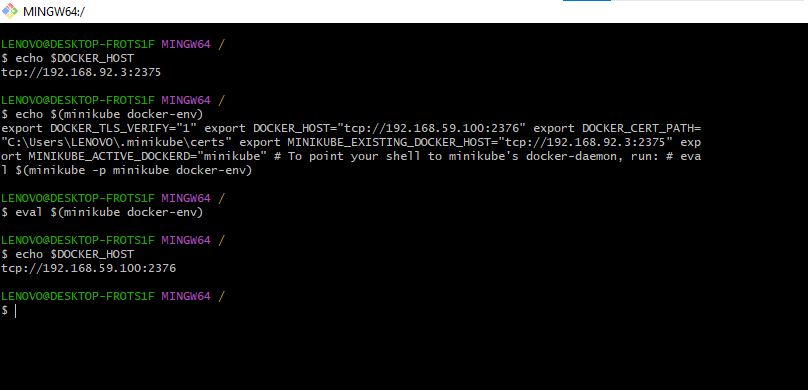 MINGW64:/
LENOVO@DESKTOP-FROTS1F MINGW64 /
$ echo $DOCKER_HOST
tcp://192.168.92.3:2375
LENOVO@DESKTOP-FROTS1F MINGW64 /
$ echo $(minikube docker-env)
export DOCKER_TLS_VERIFY="1" export DOCKER_HOST="tcp://192.168.59.100:2376" export DOCKER_CERT_PATH=
"C:\Users\LENOVO\.minikube\certs" export MINIKUBE_EXISTING_DOCKER_HOST="tcp://192.168.92.3:2375" exp
ort MINIKUBE_ACTIVE_DOCKERD="minikube" # To point your shell to minikube's docker-daemon, run: # eva
l $(minikube -p minikube docker-env)
LENOVO@DESKTOP-FROTS1F MINGW64 /
$ eval $(minikube docker-env)
LENOVO@DESKTOP-FROTS1F MINGW64 /
$ echo $DOCKER_HOST
tcp://192.168.59.100:2376
LENOVO@DESKTOP-FROTS1F MINGW64 /
$